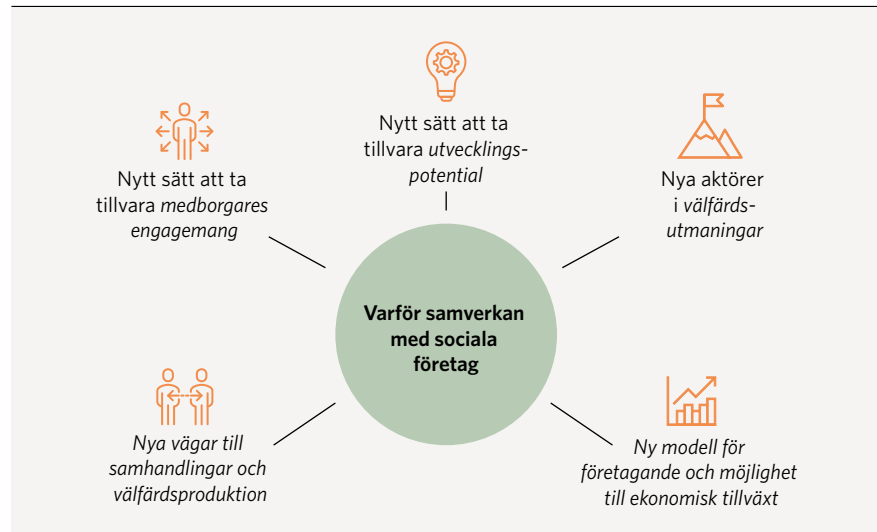 Nytt sätt att ta
tillvara utvecklings-
potential
Nytt sätt att ta
tillvara medborgares
engagemang
Nya aktörer
i välfärds-
utmaningar
Varför samverkan
med sociala
företag
Nya vägar till
samhandlingar och
välfärdsproduktion
Ny modell för
företagande och möjlighet
till ekonomisk tillväxt